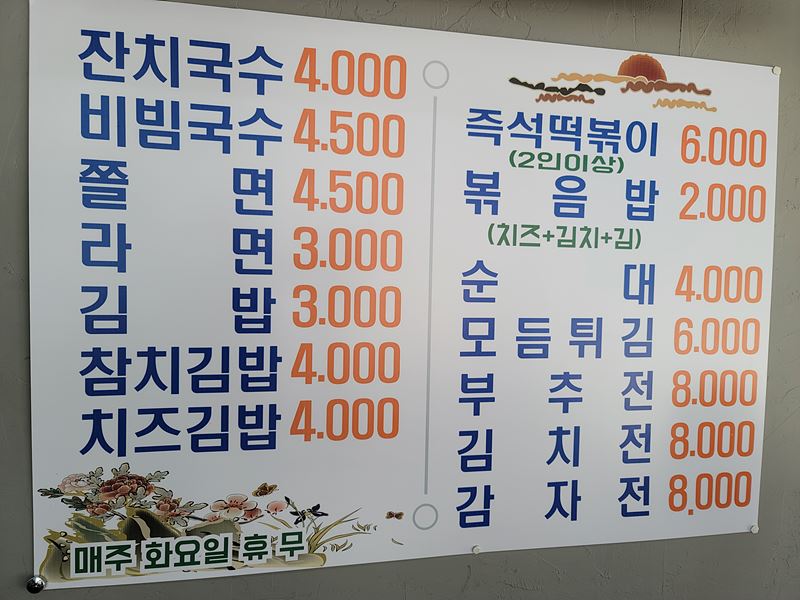 잔치국수 4.000
비빔국수 4.500
쫄면 4.500
라면 3.000
김밥 3.000
참치김밥 4.000
치즈김밥 4.000
매주 화요일 휴무
즉석떡볶이 6.000
(2인이상)
볶음밥 2.000
(치즈+김치+김)
순대 4.000
모듬튀김 6.000
부추전 8.000
김치전 8.000
감자전 8,000